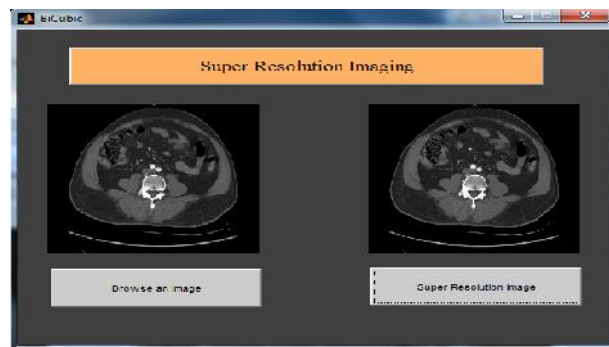 BiCubic
Super Resolution Imaging
Browse an Image
Super Resolution Image